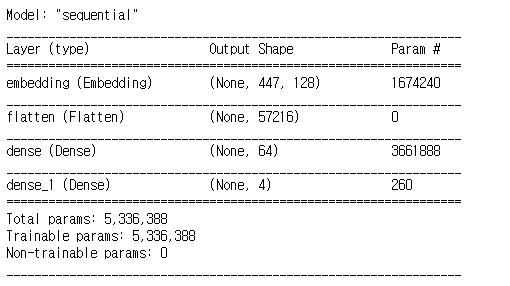 Model: "sequential"
_________________________________________________________________
Layer (type)                 Output Shape              Param #
=================================================================
embedding (Embedding)        (None, 447, 128)          1674240
_________________________________________________________________
flatten (Flatten)            (None, 57216)             0
_________________________________________________________________
dense (Dense)                (None, 64)                3661888
_________________________________________________________________
dense_1 (Dense)              (None, 4)                 260
=================================================================
Total params: 5,336,388
Trainable params: 5,336,388
Non-trainable params: 0
_________________________________________________________________